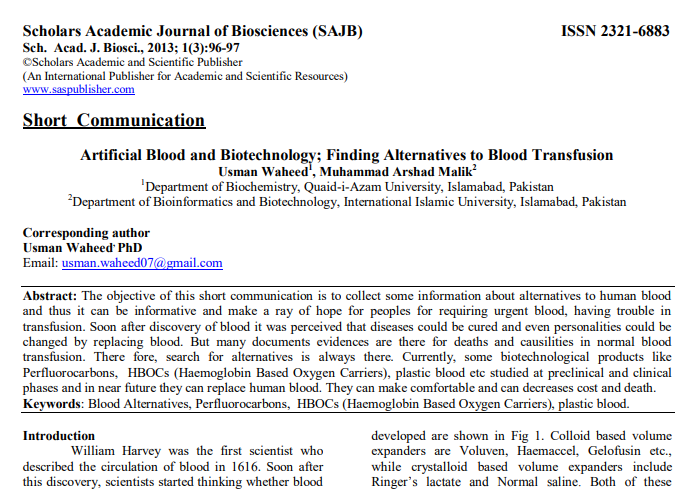 Scholars Academic Journal of Biosciences (SAJB) ISSN 2321-6883
Sch. Acad. J. Biosci., 2013; 1(3):96-97
©Scholars Academic and Scientific Publisher
(An International Publisher for Academic and Scientific Resources)
www.saspublisher.com
Short Communication
Artificial Blood and Biotechnology; Finding Alternatives to Blood Transfusion
Usman Waheed1, Muhammad Arshad Malik2
1Department of Biochemistry, Quaid-i-Azam University, Islamabad, Pakistan
2Department of Bioinformatics and Biotechnology, International Islamic University, Islamabad, Pakistan
Corresponding author
Usman Waheed, PhD
Email: usman.waheed07@gmail.com
Abstract: The objective of this short communication is to collect some information about alternatives to human blood
and thus it can be informative and make a ray of hope for peoples for requiring urgent blood, having trouble in
transfusion. Soon after discovery of blood it was perceived that diseases could be cured and even personalities could be
changed by replacing blood. But many documents evidences are there for deaths and causilities in normal blood
transfusion. There fore, search for alternatives is always there. Currently, some biotechnological products like
Perfluorocarbons, HBOCs (Haemoglobin Based Oxygen Carriers), plastic blood etc studied at preclinical and clinical
phases and in near future they can replace human blood. They can make comfortable and can decreases cost and death.
Keywords: Blood Alternatives, Perfluorocarbons, HBOCs (Haemoglobin Based Oxygen Carriers), plastic blood.
Introduction
William Harvey was the first scientist who
described the circulation of blood in 1616. Soon after
this discovery, scientists started thinking whether blood
developed are shown in Fig 1. Colloid based volume
expanders are Voluven, Haemaccel, Gelofusin etc.,
while crystalloid based volume expanders include
Ringer's lactate and Normal saline. Both of these